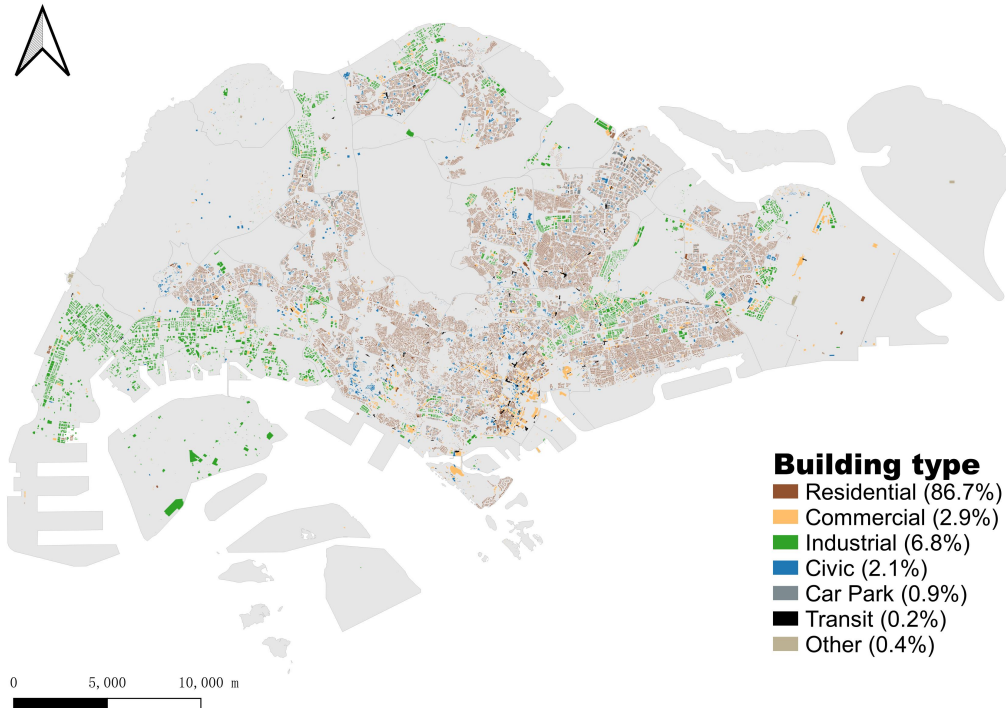 Building type
Residential (86.7%)
Commercial (2.9%)
Industrial (6.8%)
Civic (2.1%)
Car Park (0.9%)
Transit (0.2%)
Other (0.4%)
0 5,000 10,000 m